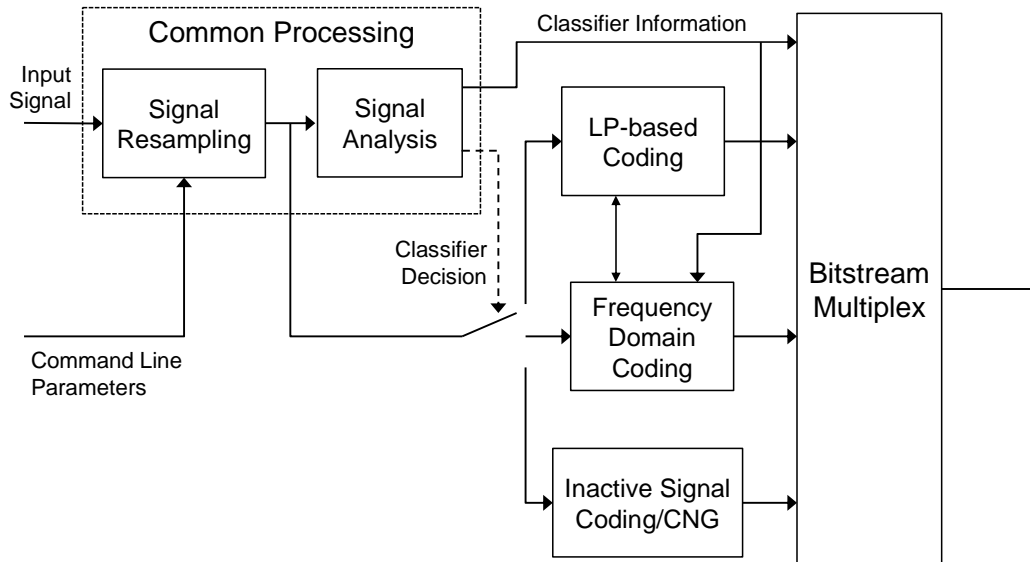 Common Processing
Classifier Information
Input
Signal
Signal
Resampling
Signal
Analysis
LP-based
Coding
Classifier
Decision
Bitstream
Multiplex
Frequency
Domain
Coding
Command Line
Parameters
Inactive Signal
Coding/CNG